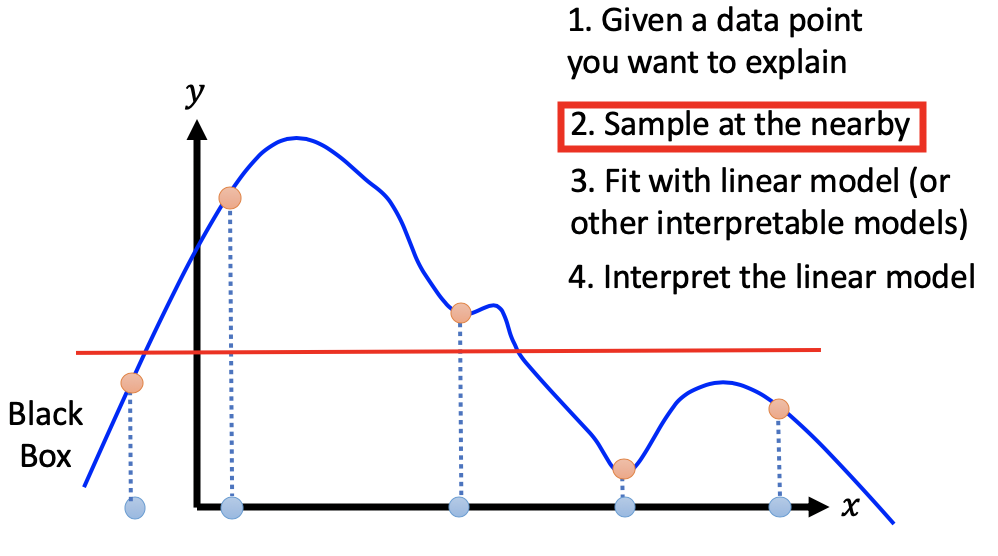 1. Given a data point
you want to explain
y
2. Sample at the nearby
3. Fit with linear model (or
other interpretable models)
4. Interpret the linear model
Black
Box
x